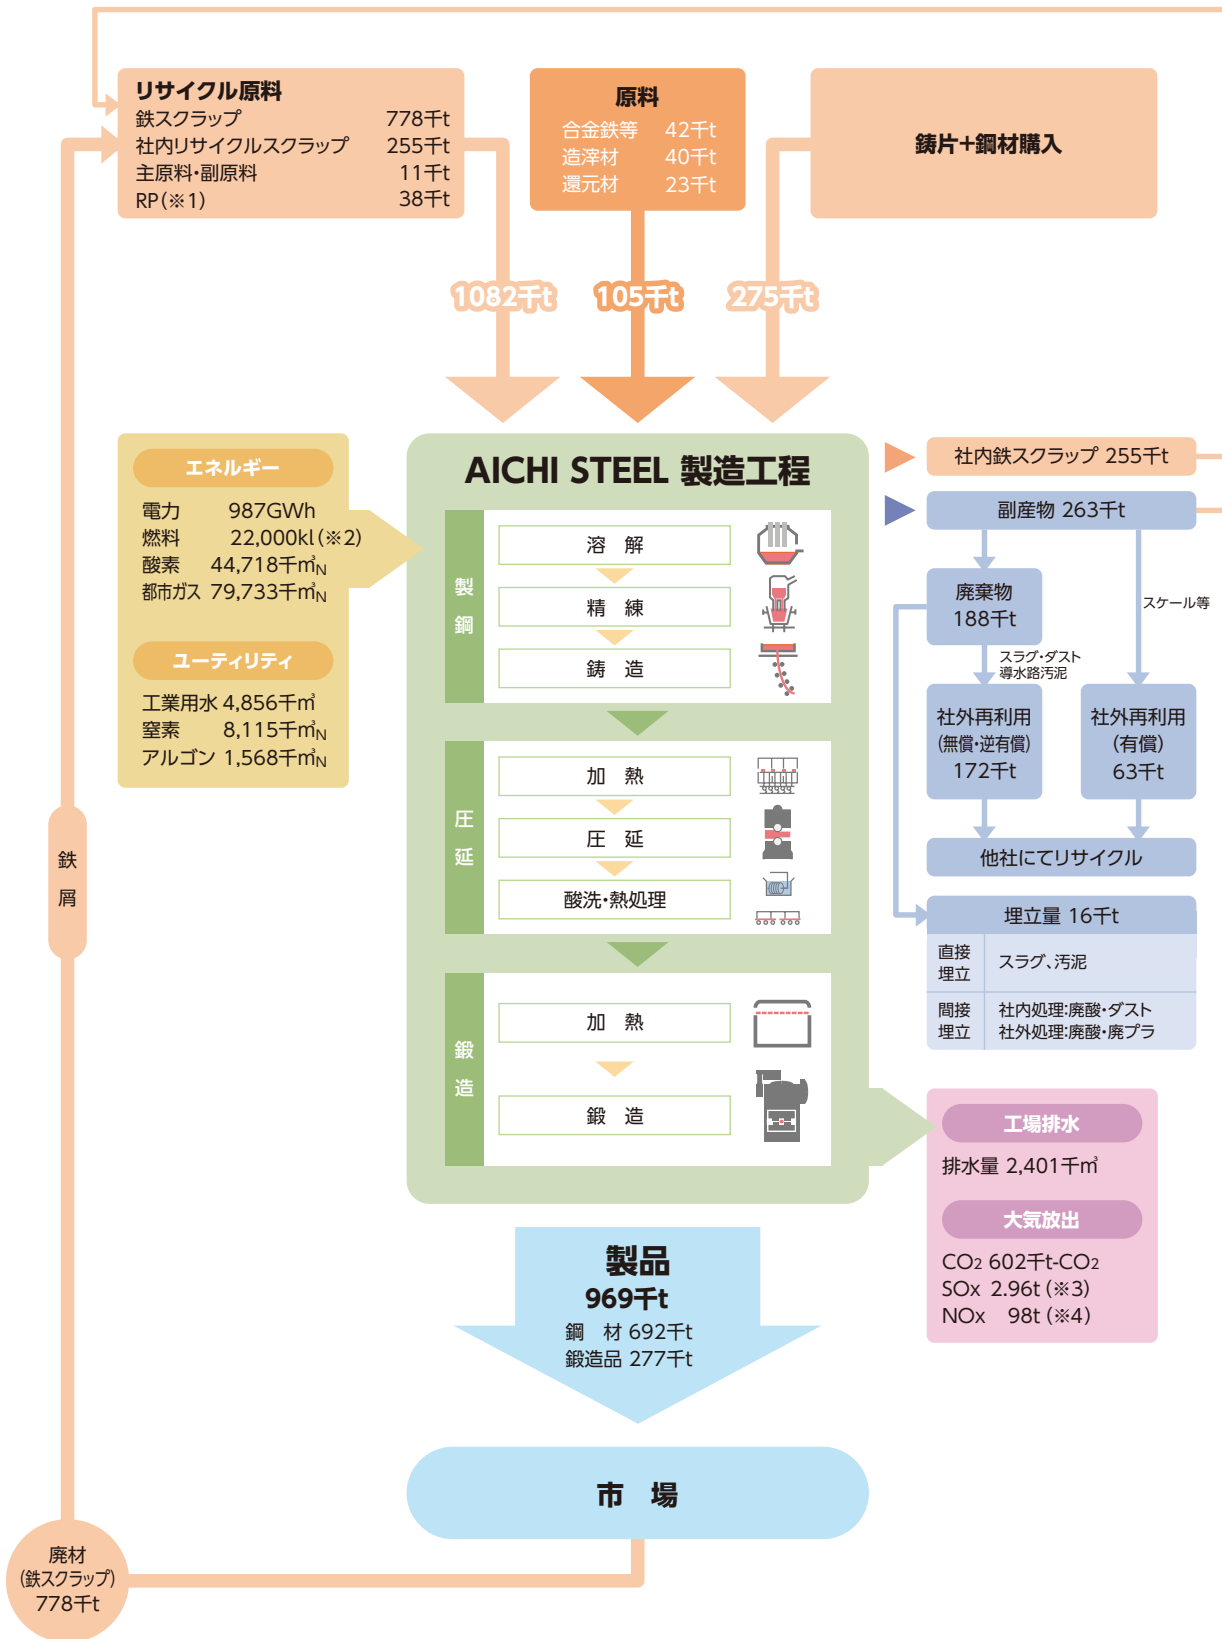 リサイクル原料
鉄スクラップ 778千t
社内リサイクルスクラップ 255千t
主原料・副原料 11千t
RP(※1) 38千t
原料
合金鉄等 42千t
造滓材 40千t
還元材 23千t
鋳片+鋼材購入
1082千t
105千t
275千t
エネルギー
電力 987GWh
燃料 22,000kl(※2)
酸素 44,718千㎥N
都市ガス 79,733千㎥N
ユーティリティ
工業用水 4,856千㎥
窒素 8,115千㎥N
アルゴン 1,568千㎥N
AICHI STEEL 製造工程
製鋼
溶 解
精 練
鋳 造
圧延
加 熱
圧 延
酸洗・熱処理
鍛造
加 熱
鍛 造
社内鉄スクラップ 255千t
副産物 263千t
廃棄物
188千t
スケール等
スラグ・ダスト
導水路汚泥
社外再利用
(無償・逆有償)
172千t
社外再利用
(有償)
63千t
他社にてリサイクル
埋立量 16千t
直接
埋立
スラグ、汚泥
間接
埋立
社内処理:廃酸・ダスト
社外処理:廃酸・廃プラ
工場排水
排水量 2,401千㎥
大気放出
CO2 602千t-CO2
SOx 2.96t (※3)
NOx 98t (※4)
製品
969千t
鋼 材 692千t
鍛造品 277千t
市 場
鉄屑
廃材
(鉄スクラップ)
778千t